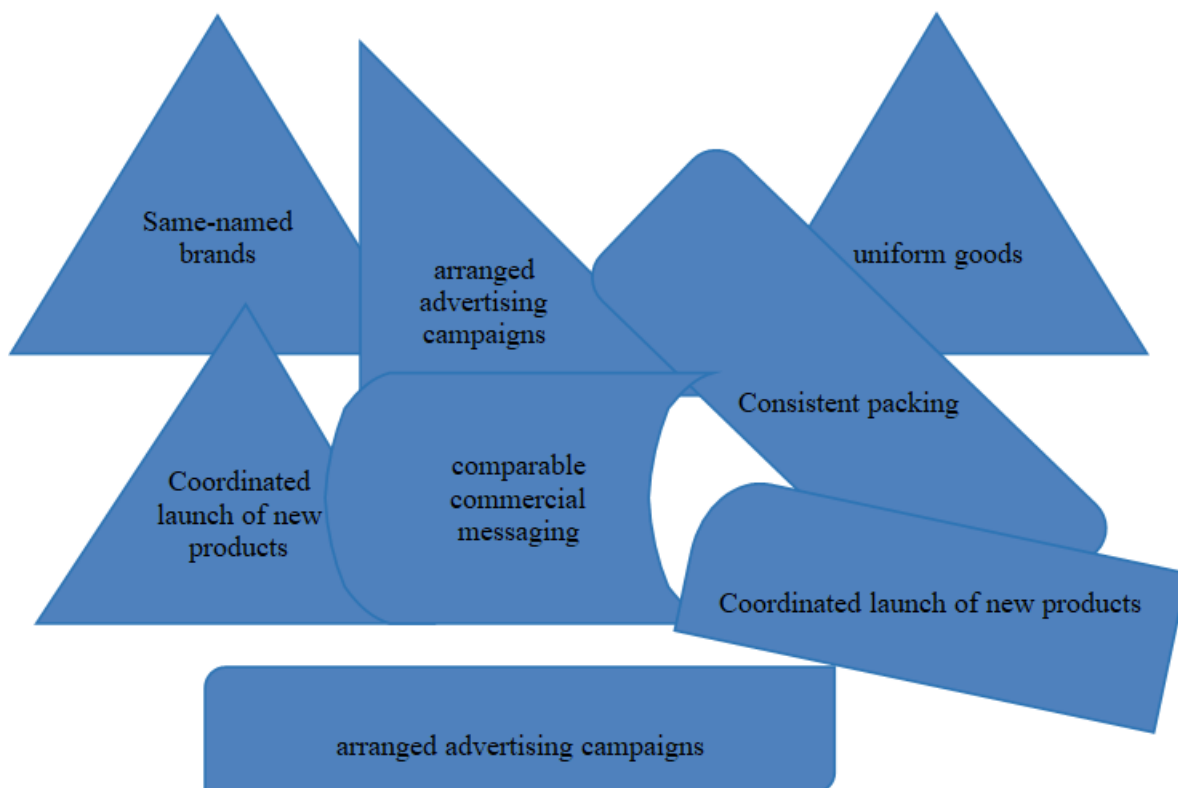 Same-named
brands
arranged
advertising
campaigns
uniform goods
Consistent packing
Coordinated
launch of new
products
comparable
commercial
messaging
Coordinated launch of new products
arranged advertising campaigns